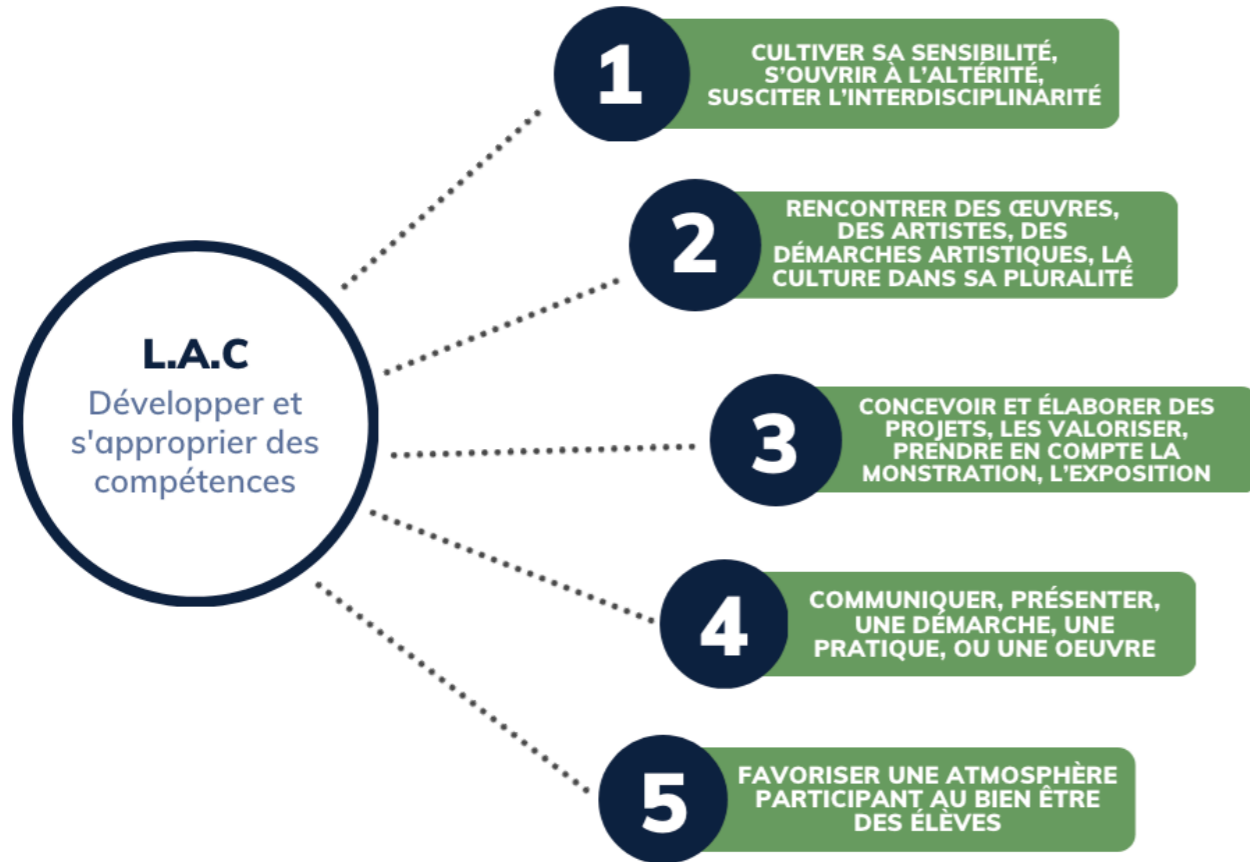 L.A.C
Développer et
s'approprier des
compétences
1
CULTIVER SA SENSIBILITÉ,
S'OUVRIR À L'ALTÉRITÉ,
SUSCITER L'INTERDISCIPLINARITÉ
2
RENCONTRER DES ŒUVRES,
DES ARTISTES, DES
DÉMARCHES ARTISTIQUES, LA
CULTURE DANS SA PLURALITÉ
3
CONCEVOIR ET ÉLABORER DES
PROJETS, LES VALORISER,
PRENDRE EN COMPTE LA
MONSTRATION, L'EXPOSITION
4
COMMUNIQUER, PRÉSENTER,
UNE DÉMARCHE, UNE
PRATIQUE, OU UNE OEUVRE
5
FAVORISER UNE ATMOSPHÈRE
PARTICIPANT AU BIEN ÊTRE
DES ÉLÈVES